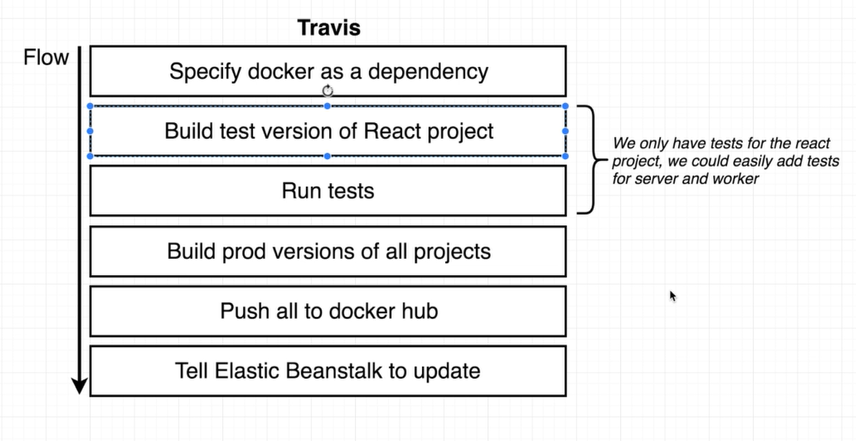 Travis
Flow
Specify docker as a dependency
Build test version of React project
We only have tests for the react
project, we could easily add tests
for server and worker
Run tests
Build prod versions of all projects
Push all to docker hub
Tell Elastic Beanstalk to update